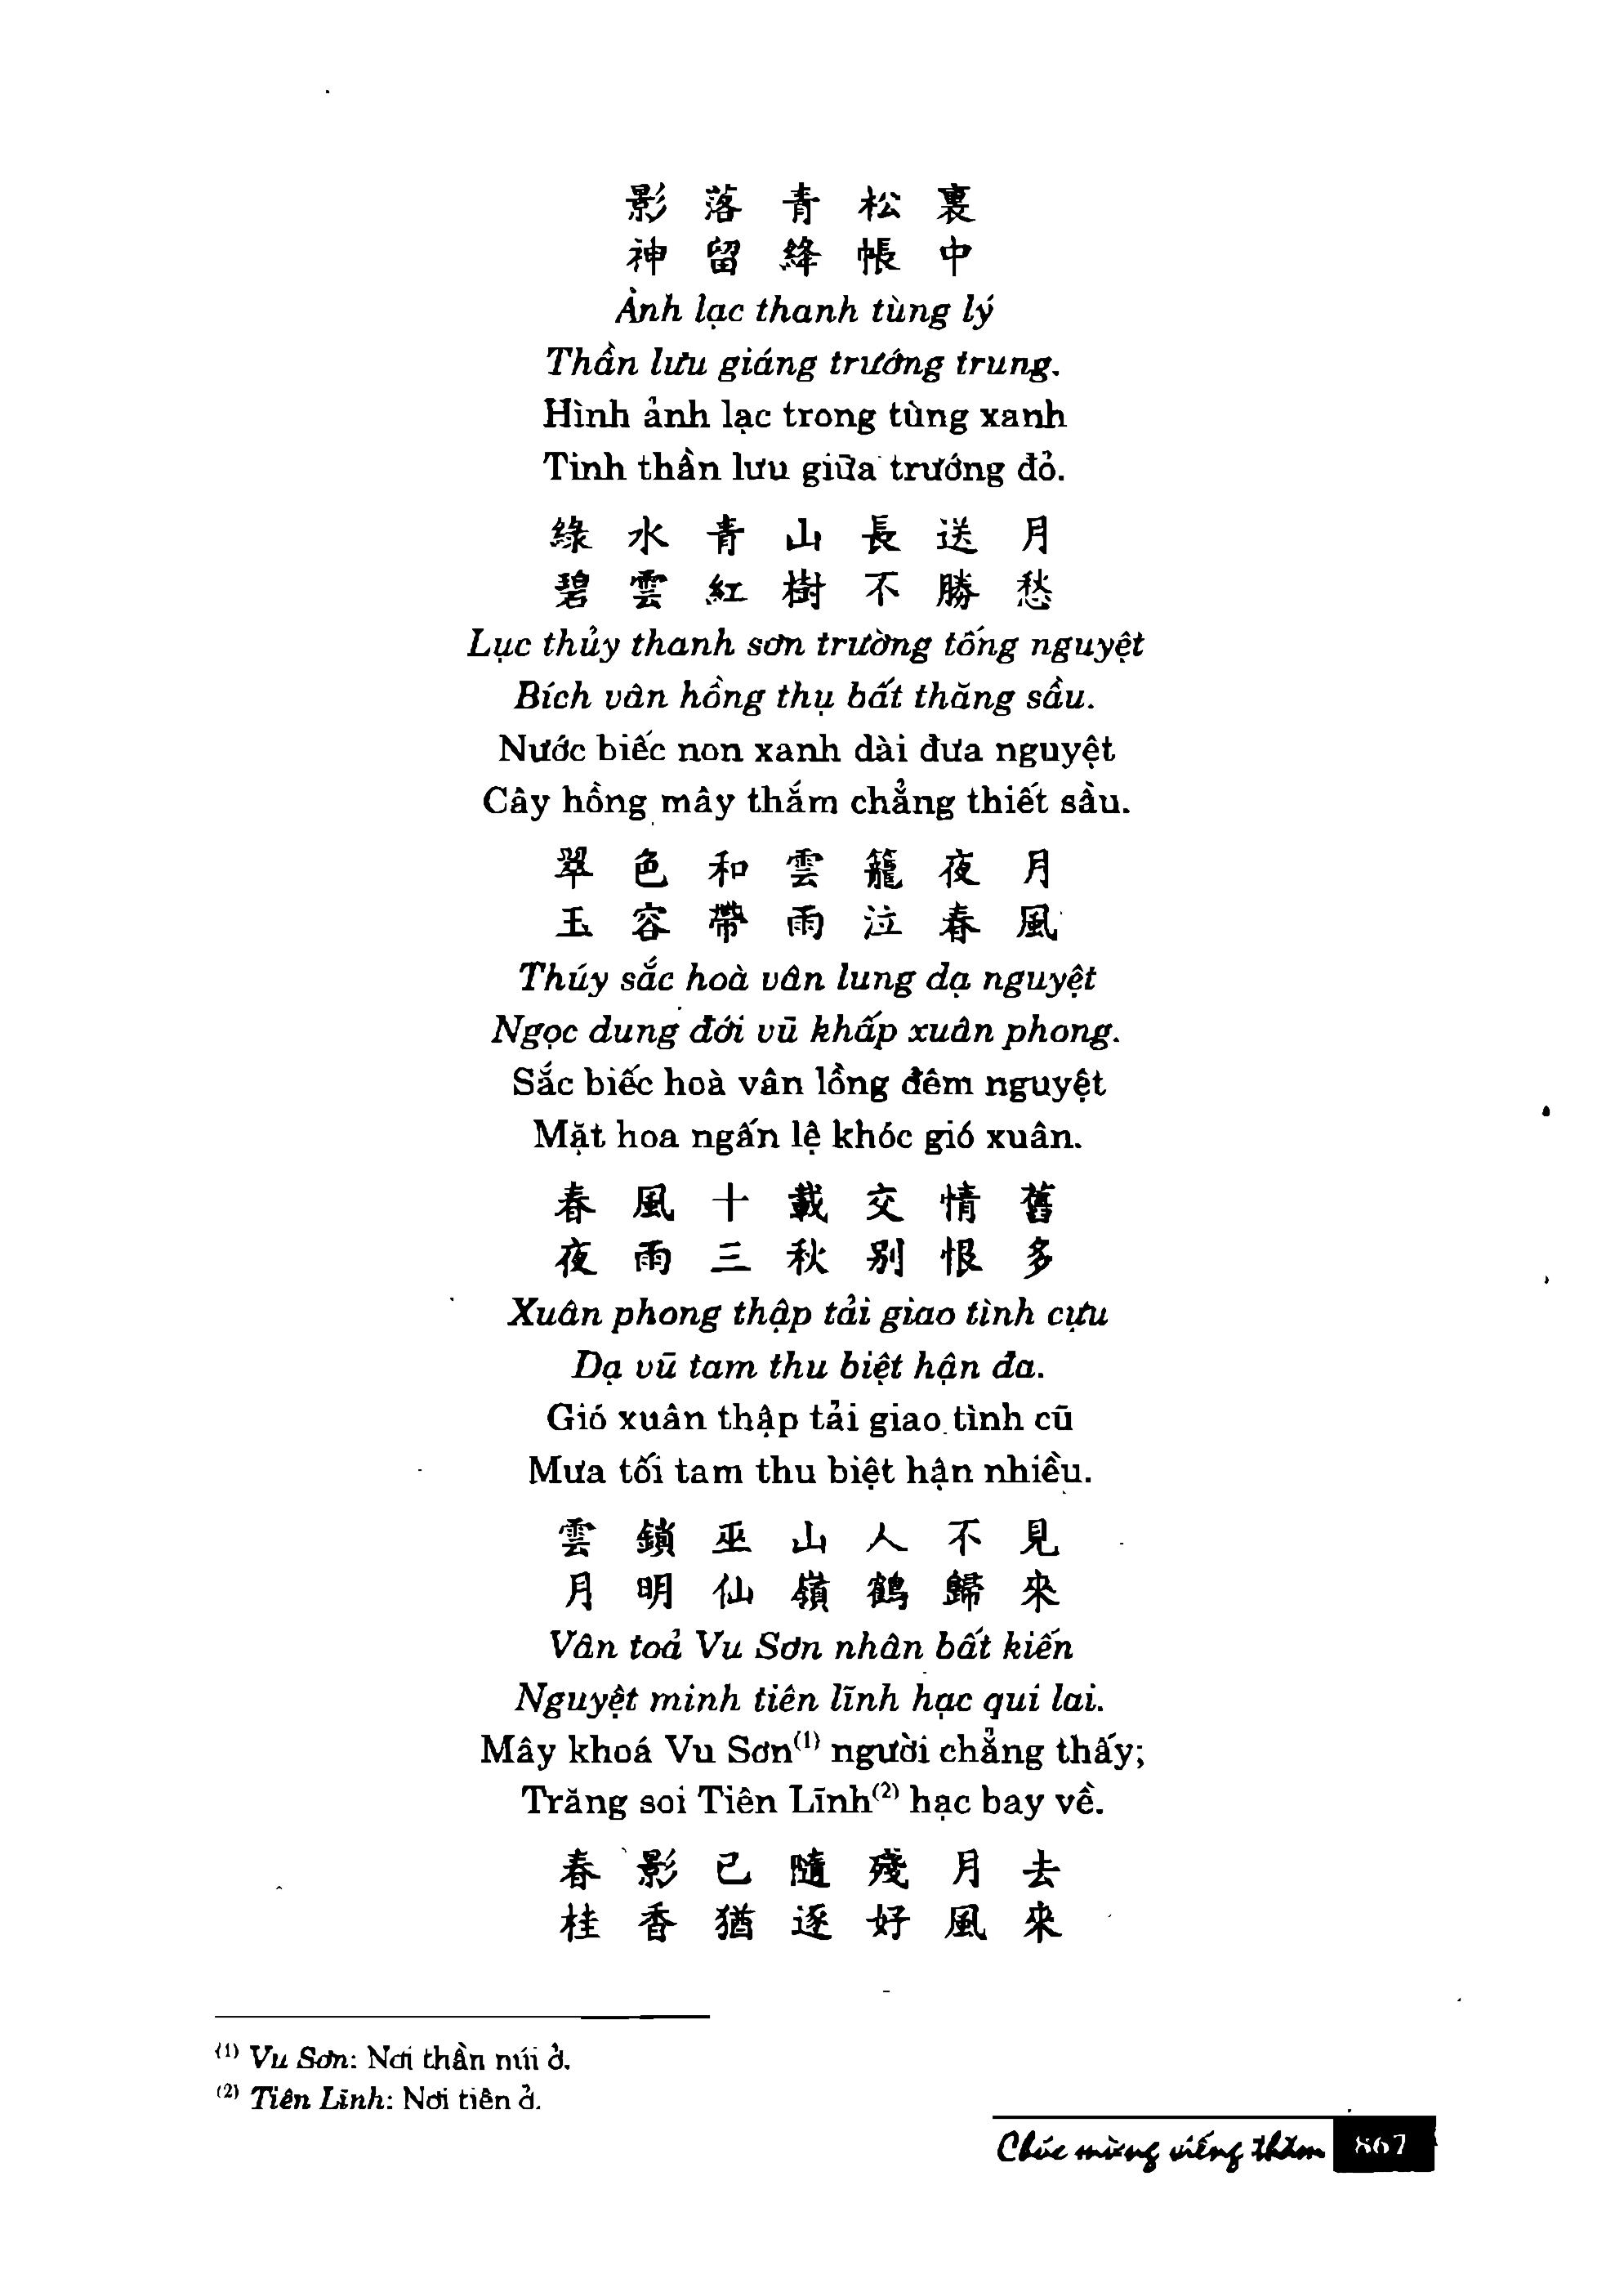 影落青松裏
神留絳帳中
Ảnh lạc thanh tùng lý
Thần lưu giáng trướng trung.
Hình ảnh lạc trong tùng xanh
Tinh thần lưu giữa trướng đỏ.
綠水青山長送月
碧雲紅樹不勝愁
Lục thủy thanh sơn trường tống nguyệt
Bích vân hồng thụ bất thăng sầu.
Nước biếc non xanh dài đưa nguyệt
Cây hồng mây thắm chẳng thiết sầu.
翠色和雲籠夜月
玉容帶雨泣春風
Thúy sắc hoà vân lung dạ nguyệt
Ngọc dung đới vũ khấp xuân phong.
Sắc biếc hoà vân lồng đêm nguyệt
Mặt hoa ngấn lệ khóc gió xuân.
春風十載交情舊
夜雨三秋別恨多
Xuân phong thập tải giao tình cựu
Dạ vũ tam thu biệt hận đa.
Gió xuân thập tải giao tình cũ
Mưa tối tam thu biệt hận nhiều.
雲鎖巫山人不見
月明仙嶺鶴歸來
Vân toả Vu Sơn nhân bất kiến
Nguyệt minh tiên lĩnh hạc qui lai.
Mây khoá Vu Sơn(1) người chẳng thấy;
Trăng soi Tiên Lĩnh(2) hạc bay về.
春影已隨殘月去
桂香猶逐好風來
(1) Vu Sơn: Nơi thần núi ở.
(2) Tiên Lĩnh: Nơi tiên ở.
Chúc mừng viếng thăm 867